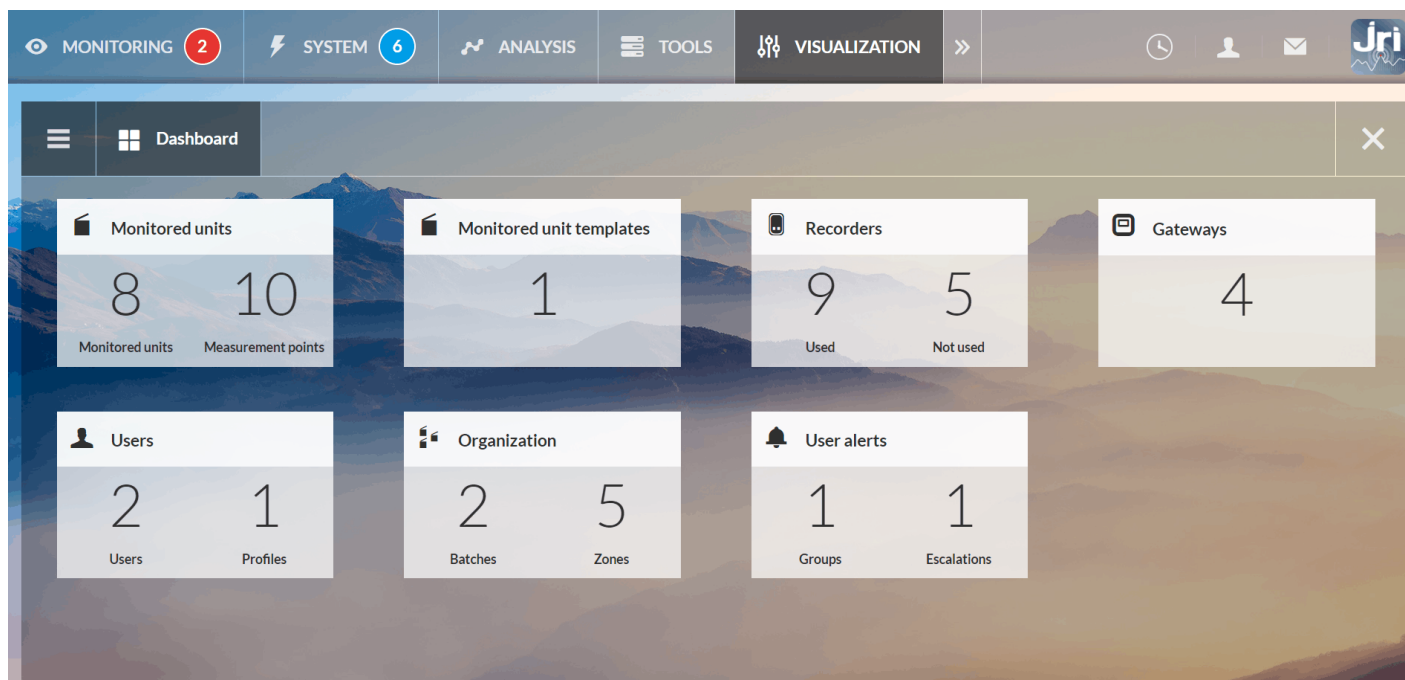 MONITORING 2 SYSTEM 6 ANALYSIS TOOLS VISUALIZATION » jri
Dashboard
Monitored units Monitored unit templates Recorders Gateways
8 10 1 9 5 4
Monitored units Measurement points Used Not used
Users Organization User alerts
2 1 2 5 1 1
Users Profiles Batches Zones Groups Escalations